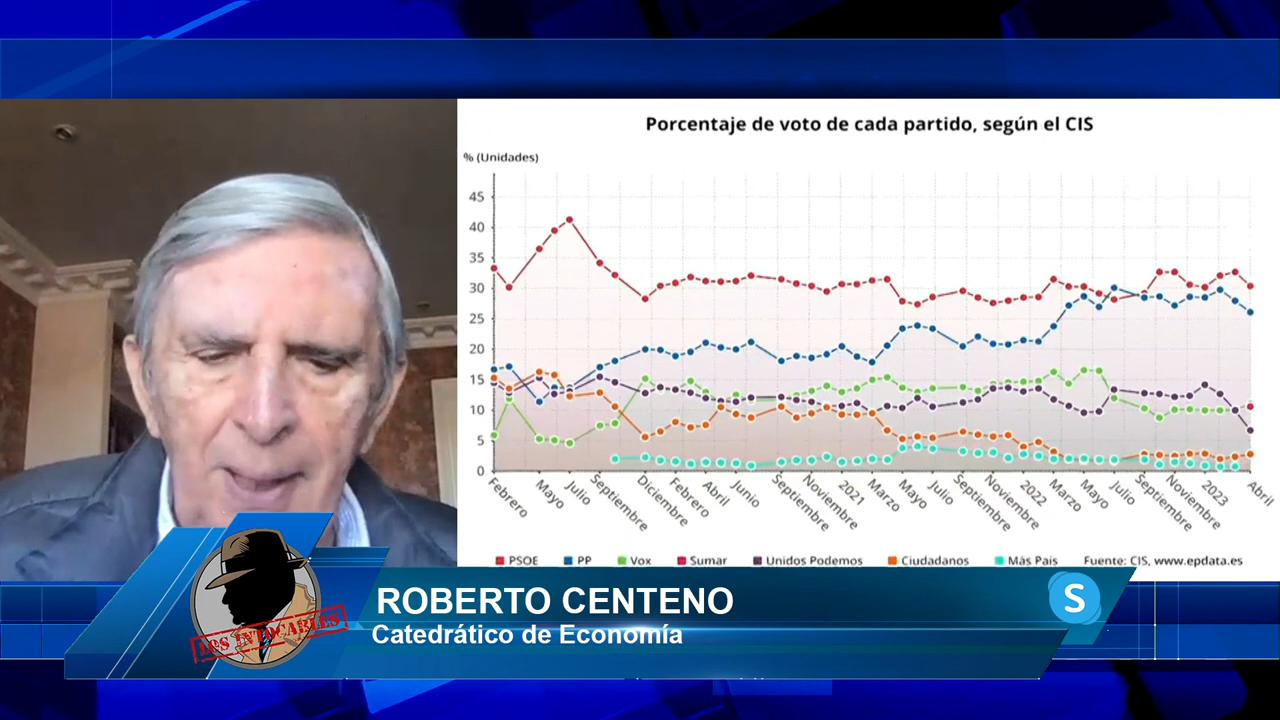 Porcentaje de voto de cada partido, según el CIS
% (Unidades)
45
40
35
30
25
20
15
10
5
0
Febrero
Mayo
Julio
Septiembre
Diciembre
Febrero
Abril
Junio
Septiembre
Noviembre
2021
Marzo
Mayo
Julio
Septiembre
Noviembre
2022
Marzo
Mayo
Julio
Septiembre
Noviembre
2023
Abril
PSOE PP Vox Sumar Unidos Podemos Ciudadanos Más País Fuente: CIS, www.epdata.es
LOS INTOCABLES
ROBERTO CENTENO
Catedrático de Economía
S